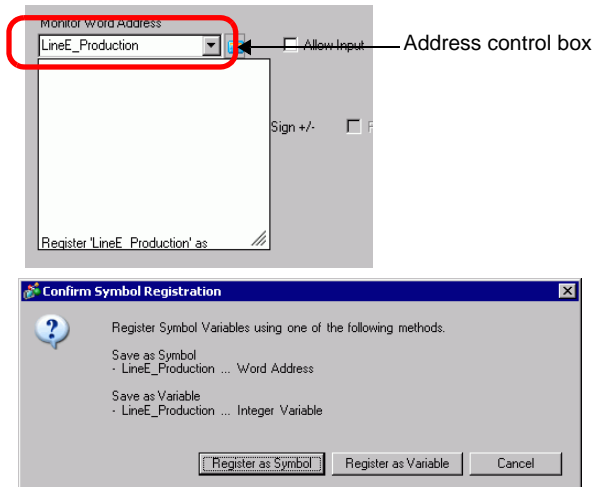 Monitor Word Address
LineE_Production
Allow Input
Address control box
Sign +/-
Register 'LineE_Production' as
Confirm Symbol Registration
Register Symbol Variables using one of the following methods.
Save as Symbol
- LineE_Production ... Word Address
Save as Variable
- LineE_Production ... Integer Variable
Register as Symbol Register as Variable Cancel